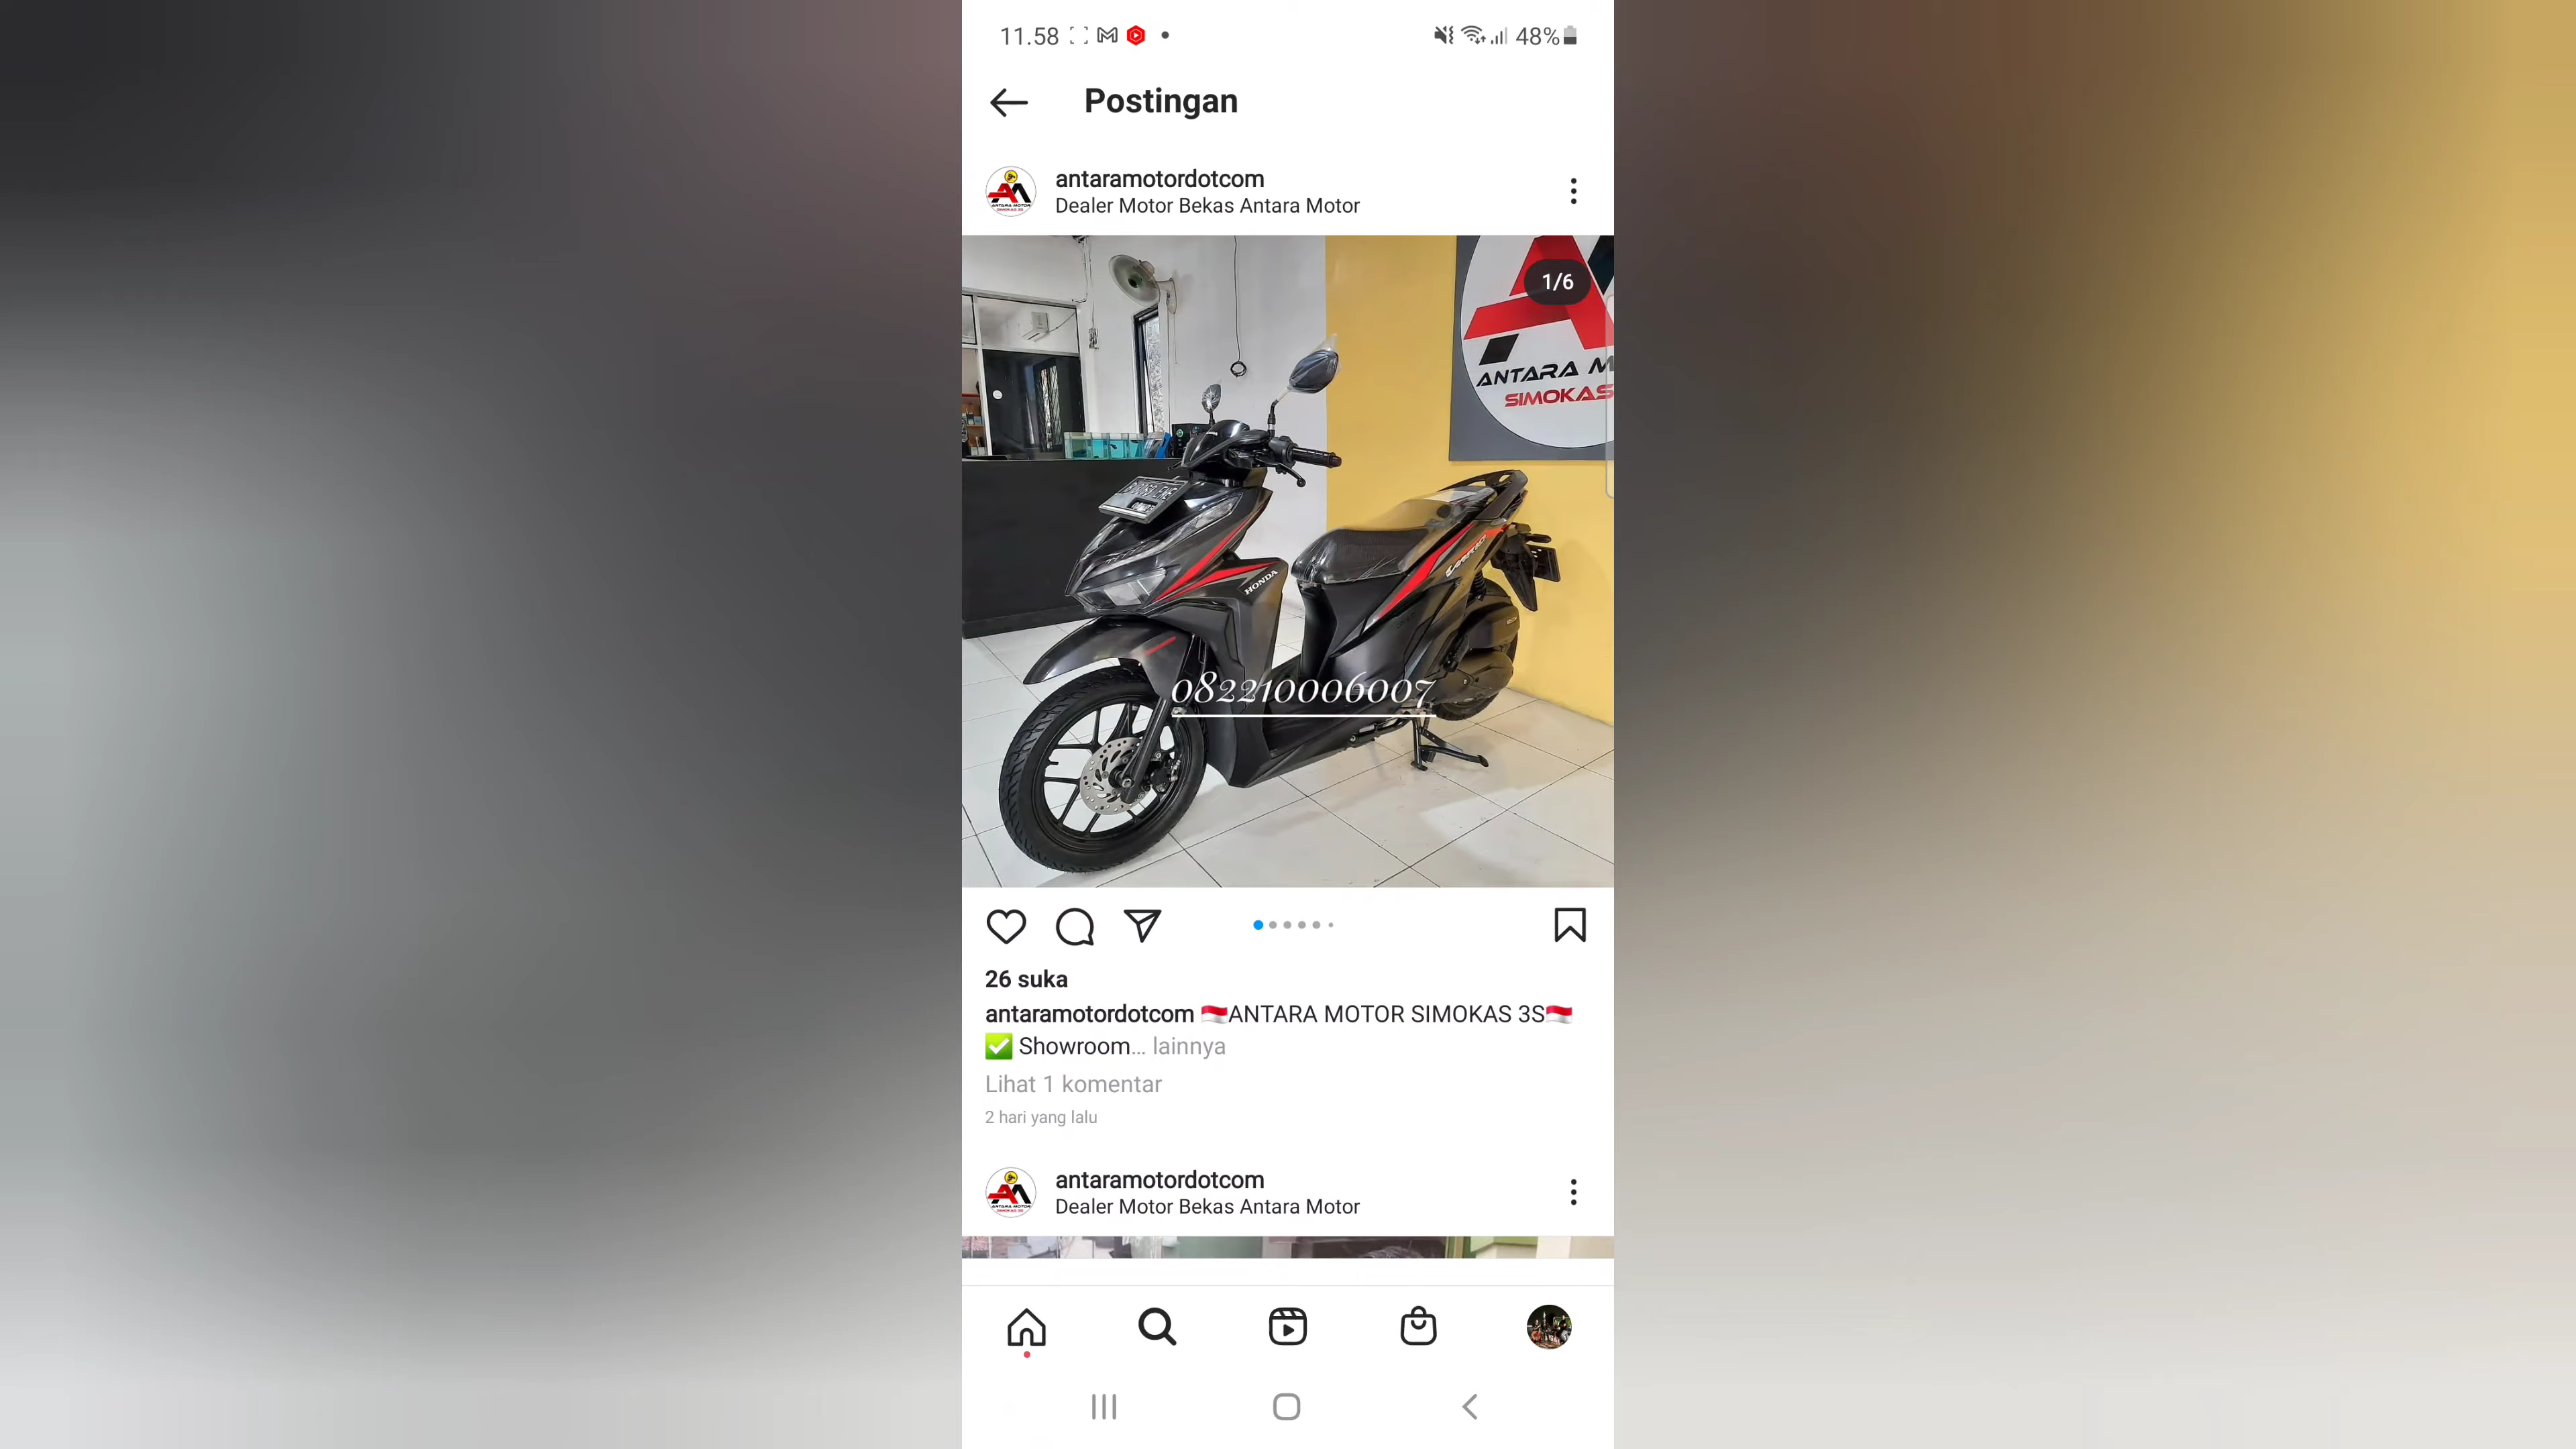 11.58
48%
Postingan
antaramotordotcom
Dealer Motor Bekas Antara Motor
1/6
ANTARA M
SIMOKAS
HONDA
VARIO
082210006007
26 suka
antaramotordotcom 🇮🇩ANTARA MOTOR SIMOKAS 3S🇮🇩
✅ Showroom... lainnya
Lihat 1 komentar
2 hari yang lalu
antaramotordotcom
Dealer Motor Bekas Antara Motor